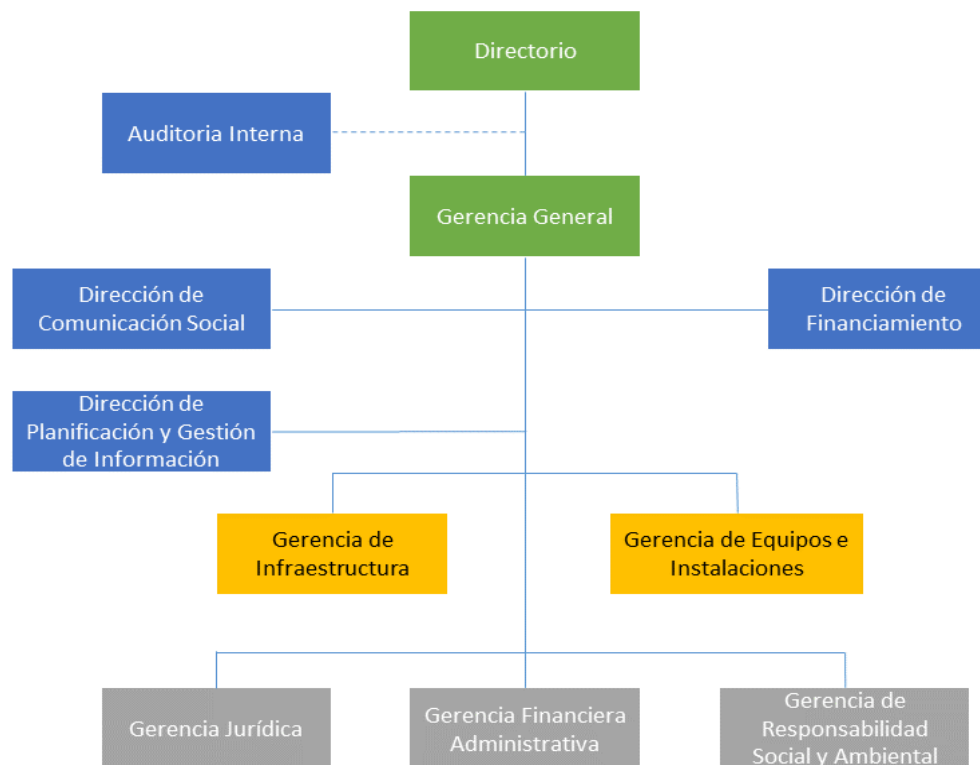 Directorio
Auditoria Interna
Gerencia General
Dirección de
Comunicación Social
Dirección de
Financiamiento
Dirección de
Planificación y Gestión
de Información
Gerencia de
Infraestructura
Gerencia de Equipos e
Instalaciones
Gerencia Jurídica
Gerencia Financiera
Administrativa
Gerencia de
Responsabilidad
Social y Ambiental